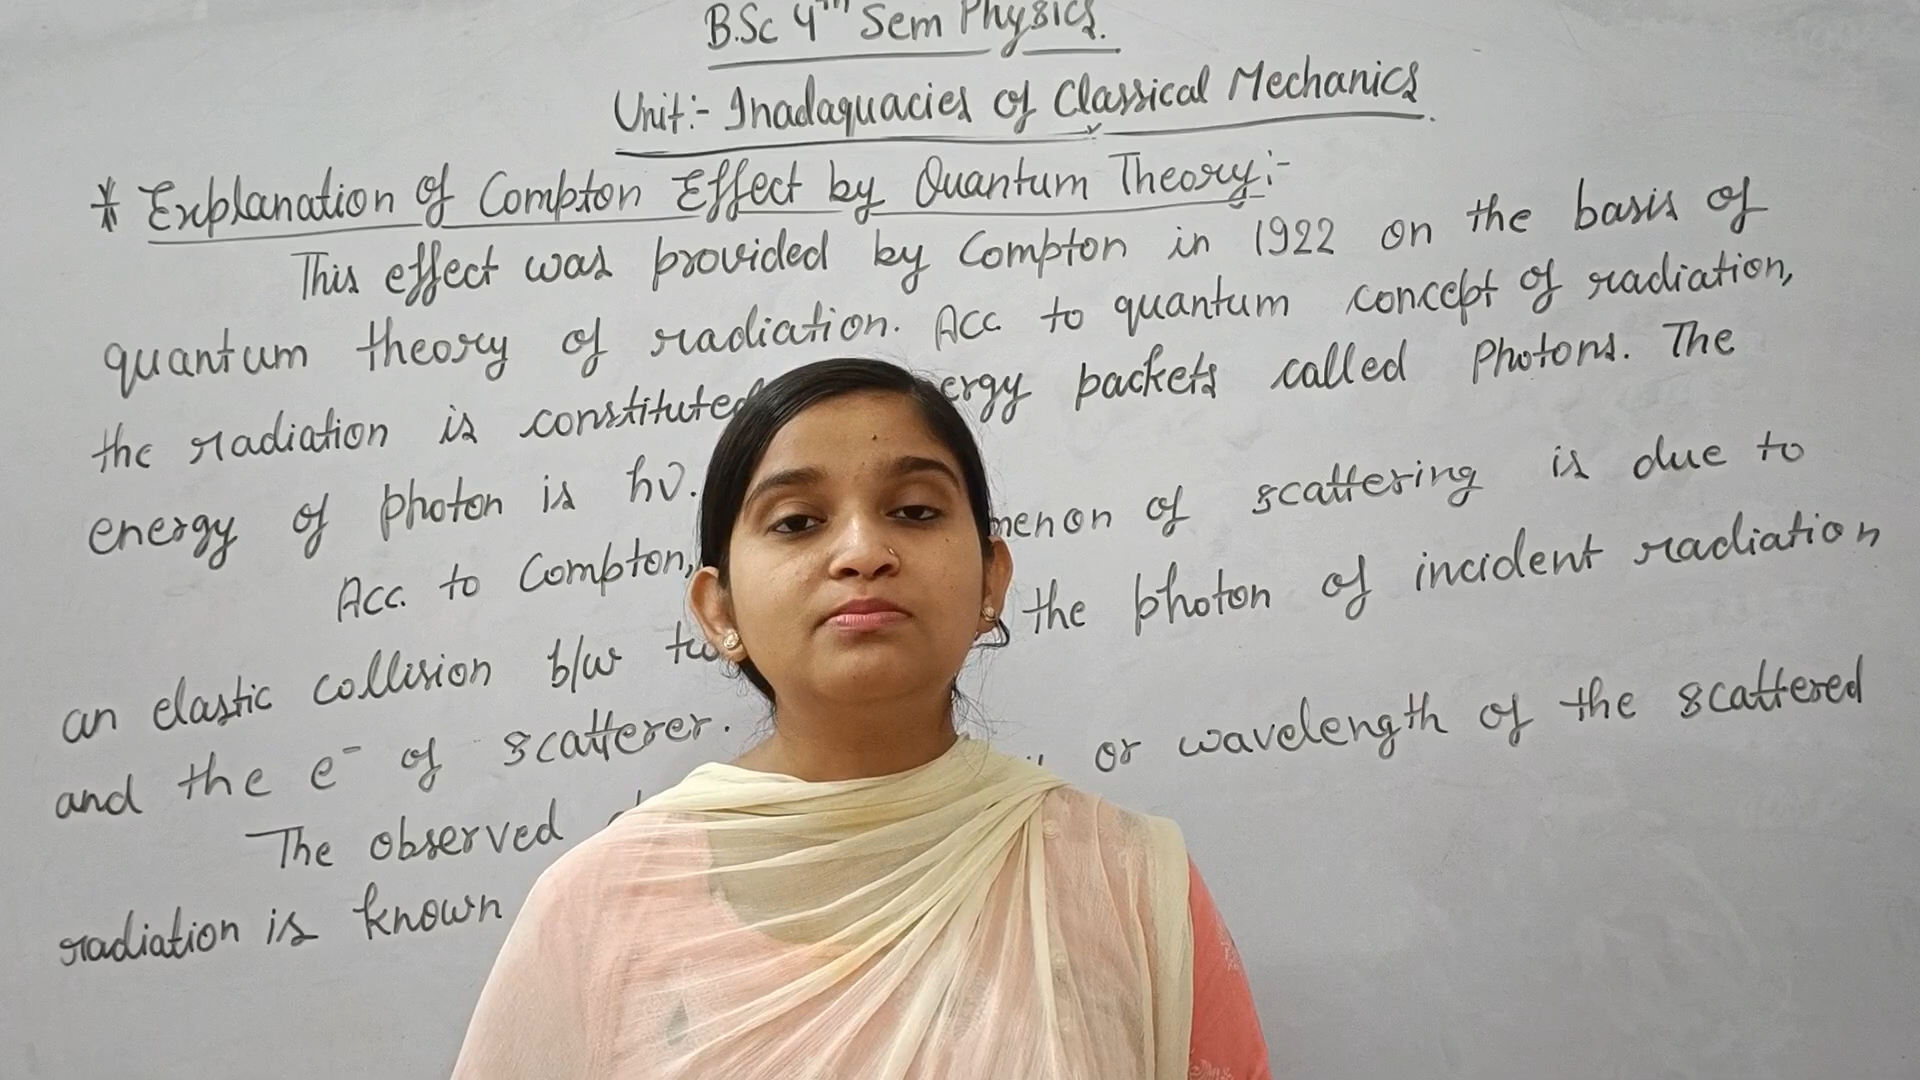 B.Sc 4th Sem Physics.
Unit:- Inadaquacies of Classical Mechanics.
* Explanation of Compton Effect by Quantum Theory:-
This effect was provided by Compton in 1922 on the basis of
quantum theory of radiation. Acc. to quantum concept of radiation,
the radiation is constituted ergy packets called Photons. The
energy of photon is hν.
Acc. to Compton, menon of scattering is due to
an elastic collision b/w the photon of incident radiation
and the e⁻ of scatterer. or wavelength of the scattered
The observed
radiation is known